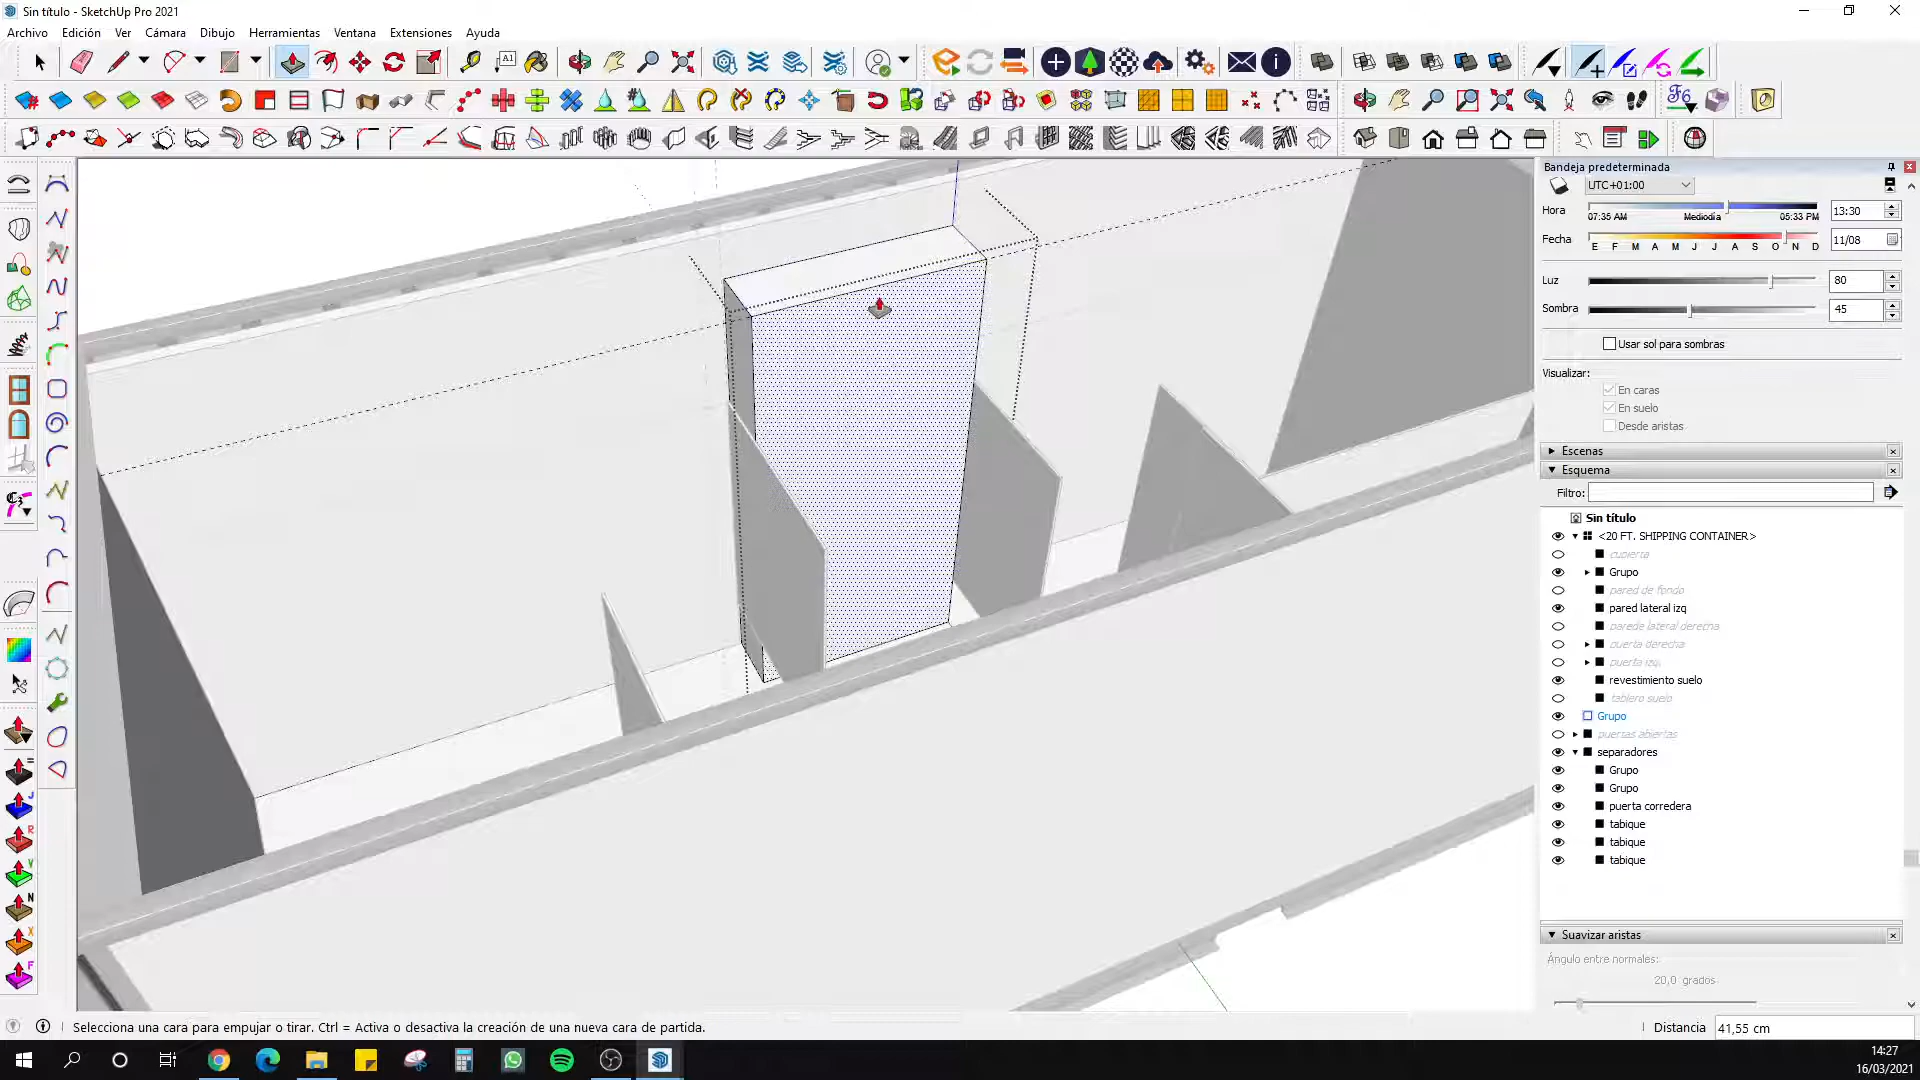 Sin título - SketchUp Pro 2021
Archivo Edición Ver Cámara Dibujo Herramientas Ventana Extensiones Ayuda
A1
F6
Bandeja predeterminada
UTC+01:00
Hora 07:35 AM Mediodía 05:33 PM 13:30
Fecha E F M A M J J A S O N D 11/08
Luz 80
Sombra 45
Usar sol para sombras
Visualizar:
En caras
En suelo
Desde aristas
Escenas
Esquema
Filtro:
Sin título
<20 FT. SHIPPING CONTAINER>
cubierta
Grupo
pared de fondo
pared lateral izq
parede lateral derecha
puerta derecha
puerta izq.
revestimiento suelo
tablero suelo
Grupo
puertas abiertas
separadores
Grupo
Grupo
puerta corredera
tabique
tabique
tabique
Suavizar aristas
Ángulo entre normales:
20,0 grados
Selecciona una cara para empujar o tirar. Ctrl = Activa o desactiva la creación de una nueva cara de partida.
Distancia 41,55 cm
14:27
16/03/2021